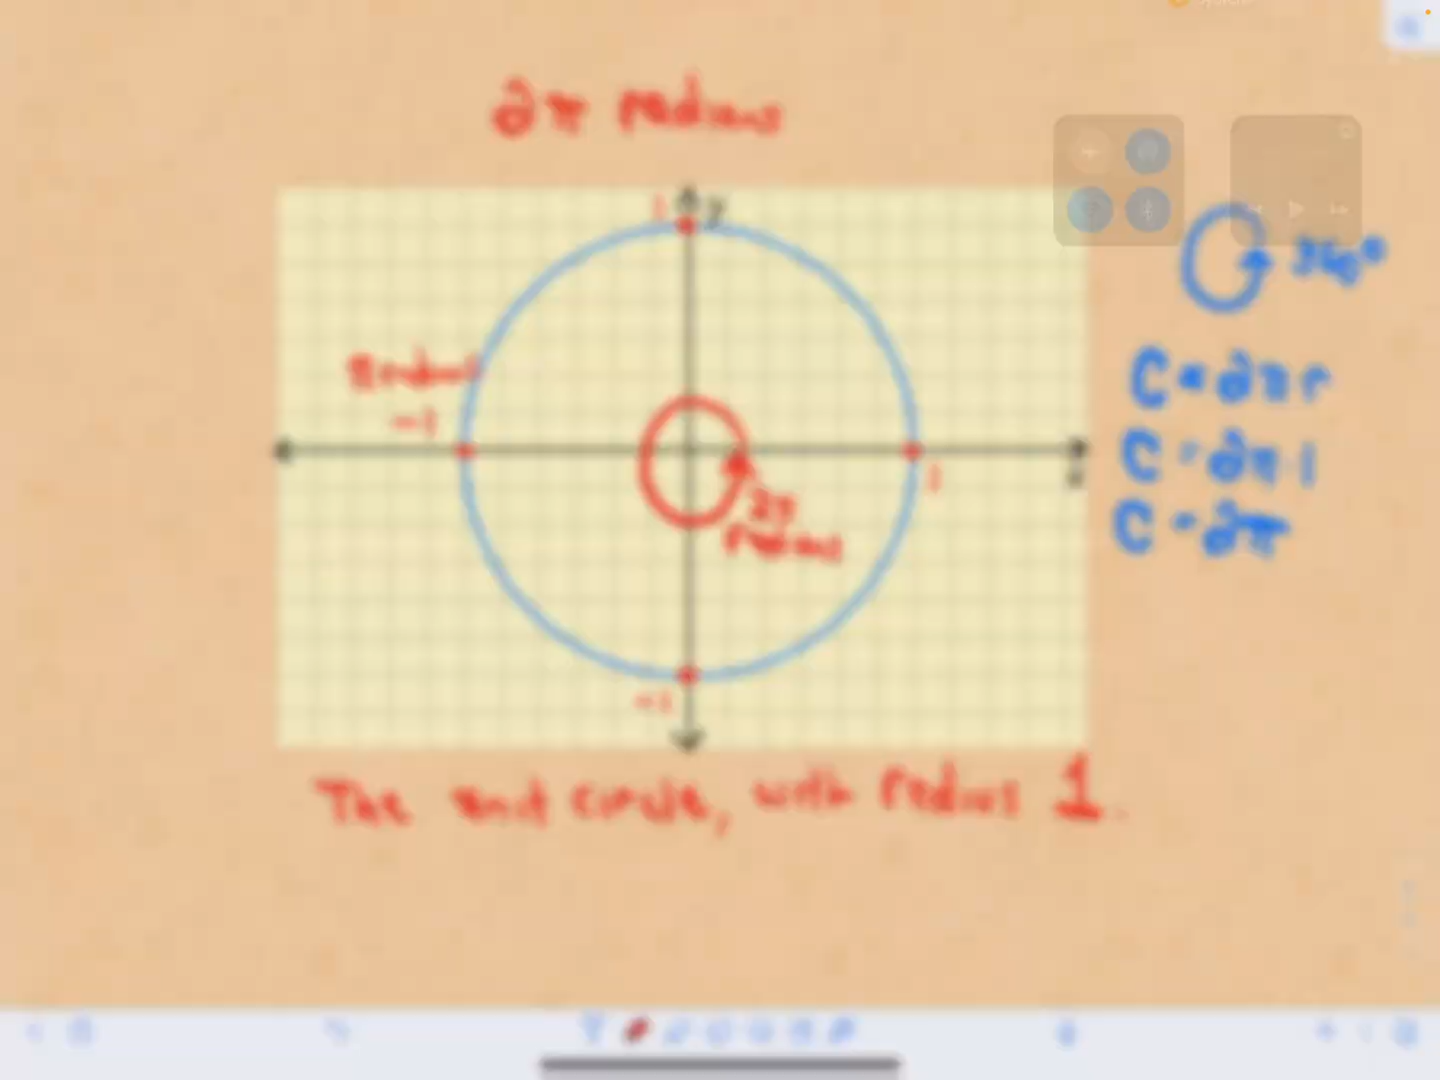 2π radians
1
y
360°
π radians
-1
C = 2πr
1
C = 2π·1
2π
radians
C = 2π
-1
The unit circle, with radius 1.